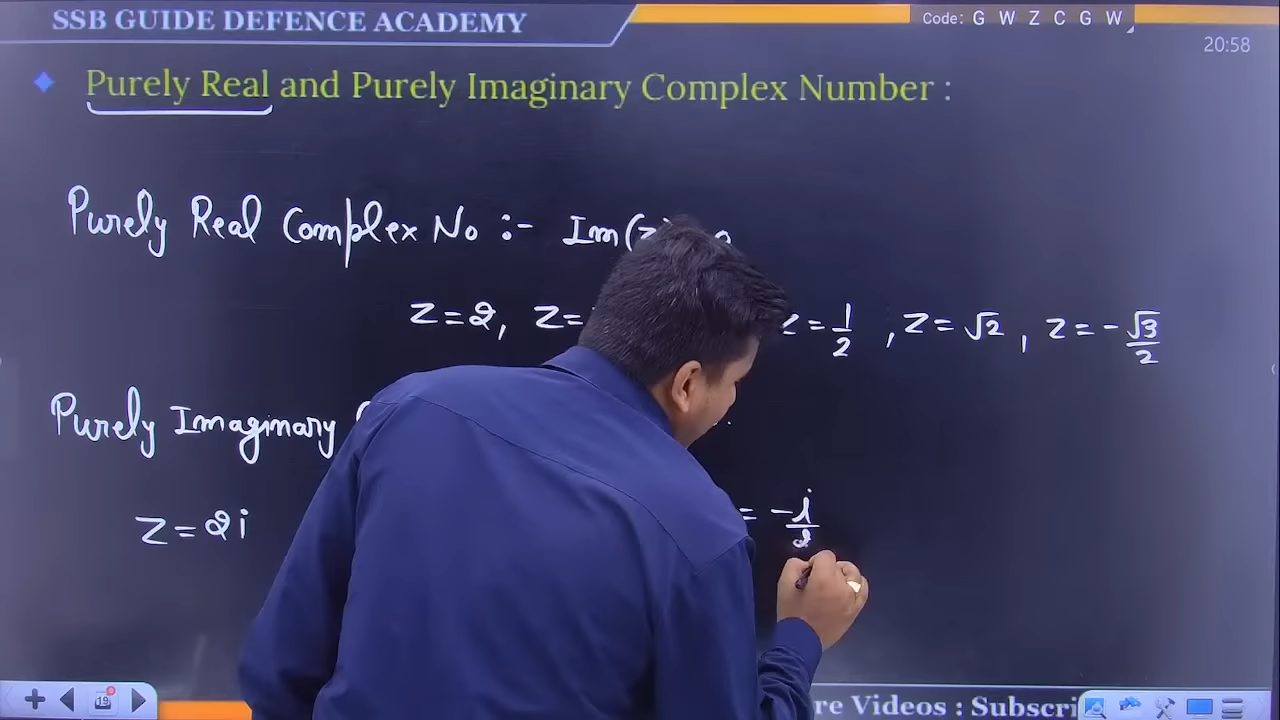 SSB GUIDE DEFENCE ACADEMY
Code: G W Z C G W
20:58
Purely Real and Purely Imaginary Complex Number :
Purely Real Complex No :- Im(z)
z = 2, z = z = 1/2 , z = √2 , z = -√3/2
Purely Imaginary
z = 2i = -i/2
19
re Videos : Subscri